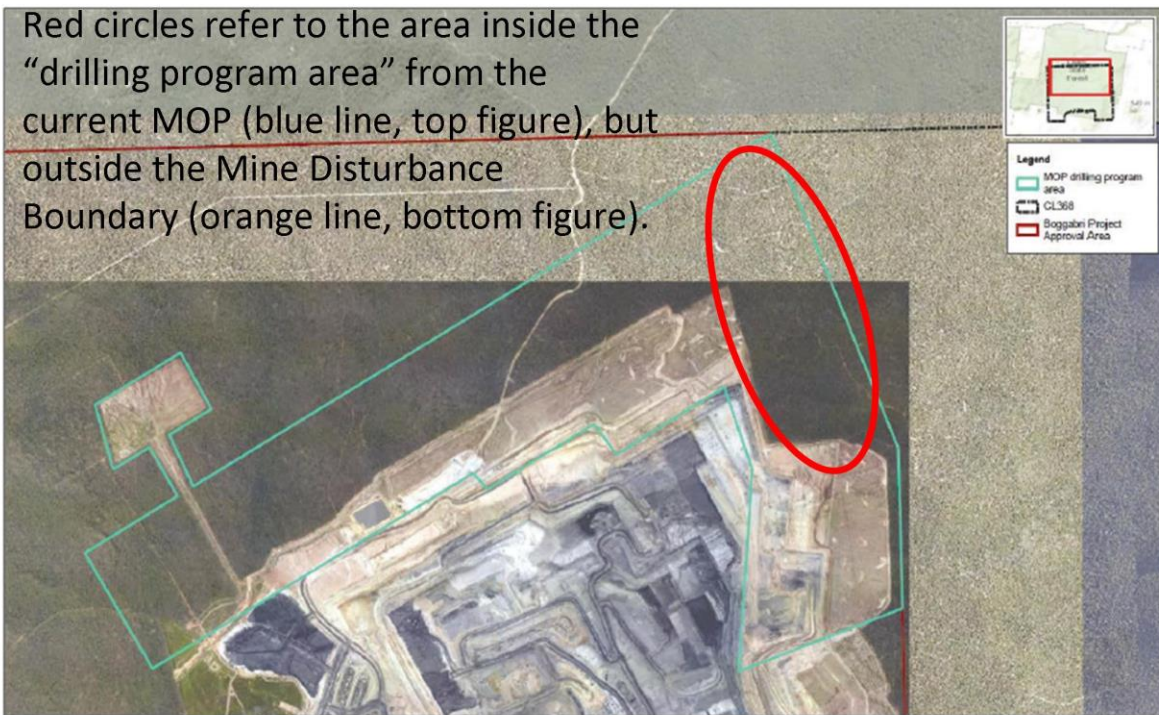 Red circles refer to the area inside the
“drilling program area” from the
current MOP (blue line, top figure), but
outside the Mine Disturbance
Boundary (orange line, bottom figure).
Legend
MOP drilling program
area
CL368
Boggabri Project
Approval Area